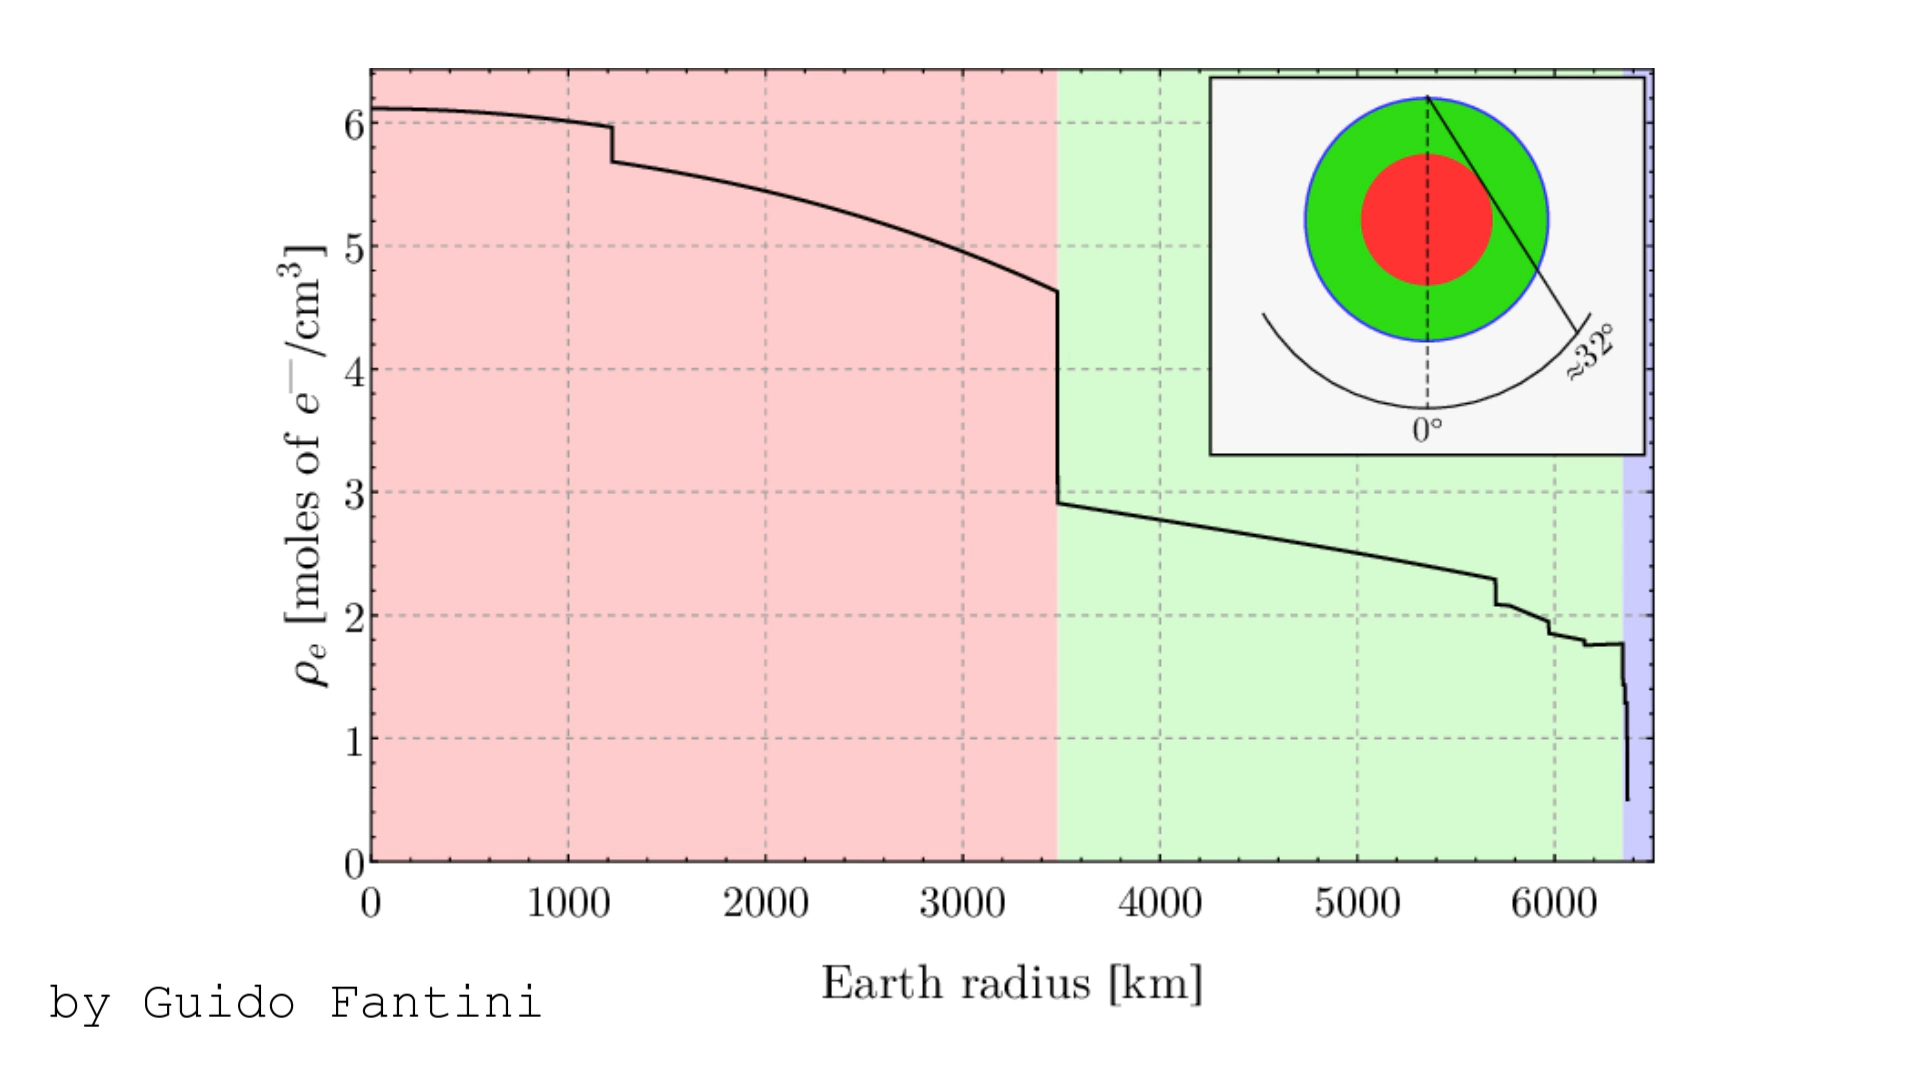 6
5
4
3
2
1
0
ρₑ [moles of e⁻/cm³]
0°
≈32°
0 1000 2000 3000 4000 5000 6000
Earth radius [km]
by Guido Fantini